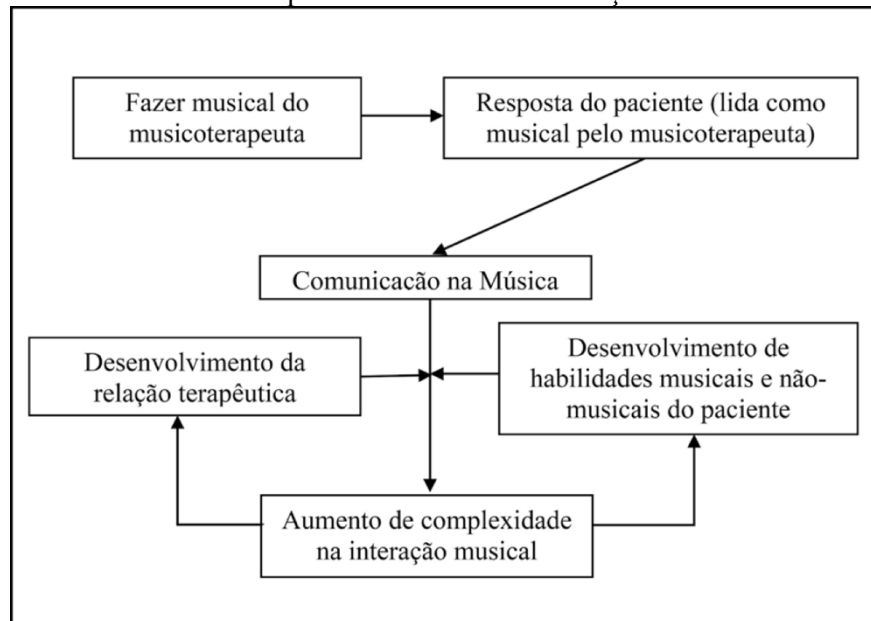 Fazer musical do
musicoterapeuta
Resposta do paciente (lida como
musical pelo musicoterapeuta)
Comunicacão na Música
Desenvolvimento da
relação terapêutica
Desenvolvimento de
habilidades musicais e não-
musicais do paciente
Aumento de complexidade
na interação musical